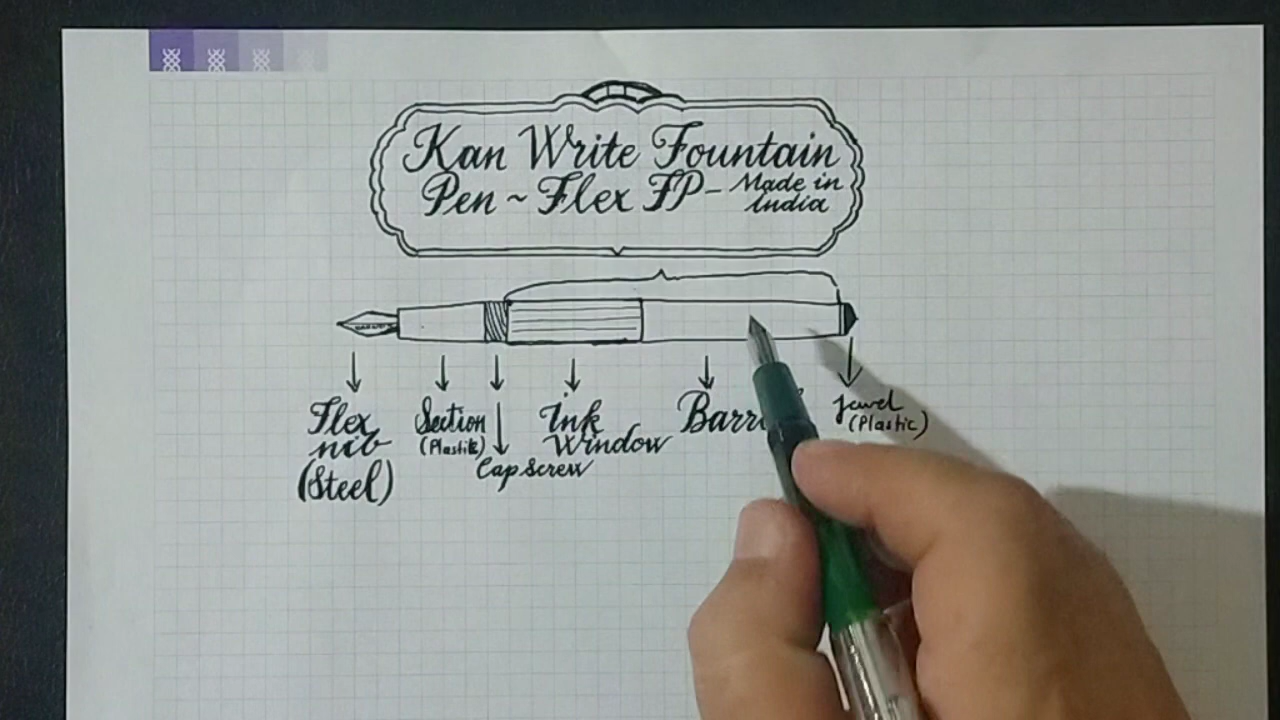 Kan Write Fountain
Pen ~ Flex FP - Made in
india
Flex
nib
(Steel)
Section
(Plastik)
Cap Screw
Ink
Window
Jewel
(Plastic)